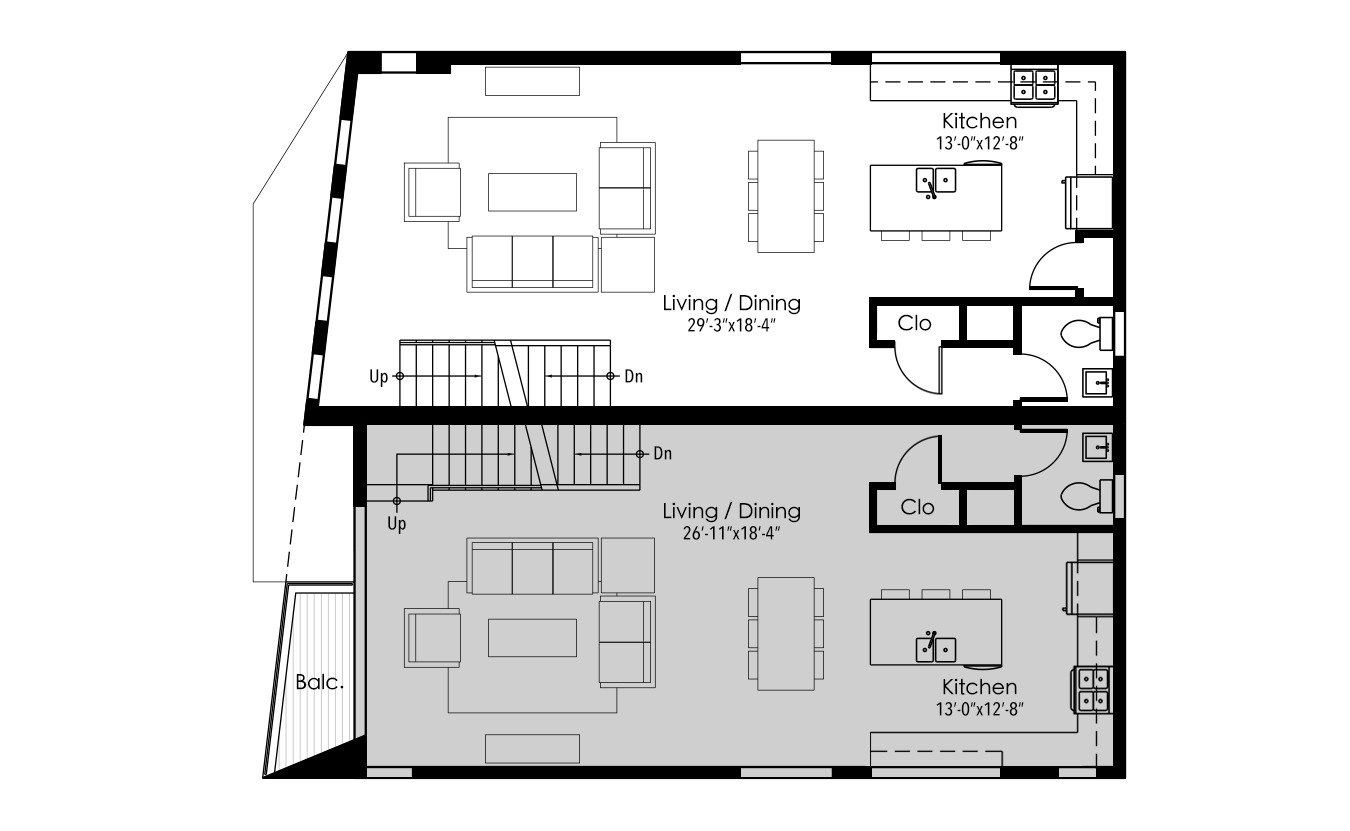 Kitchen
13'-0"x12'-8"
Living / Dining
29'-3"x18'-4"
Clo
Up
Dn
Dn
Up
Living / Dining
26'-11"x18'-4"
Clo
Balc.
Kitchen
13'-0"x12'-8"